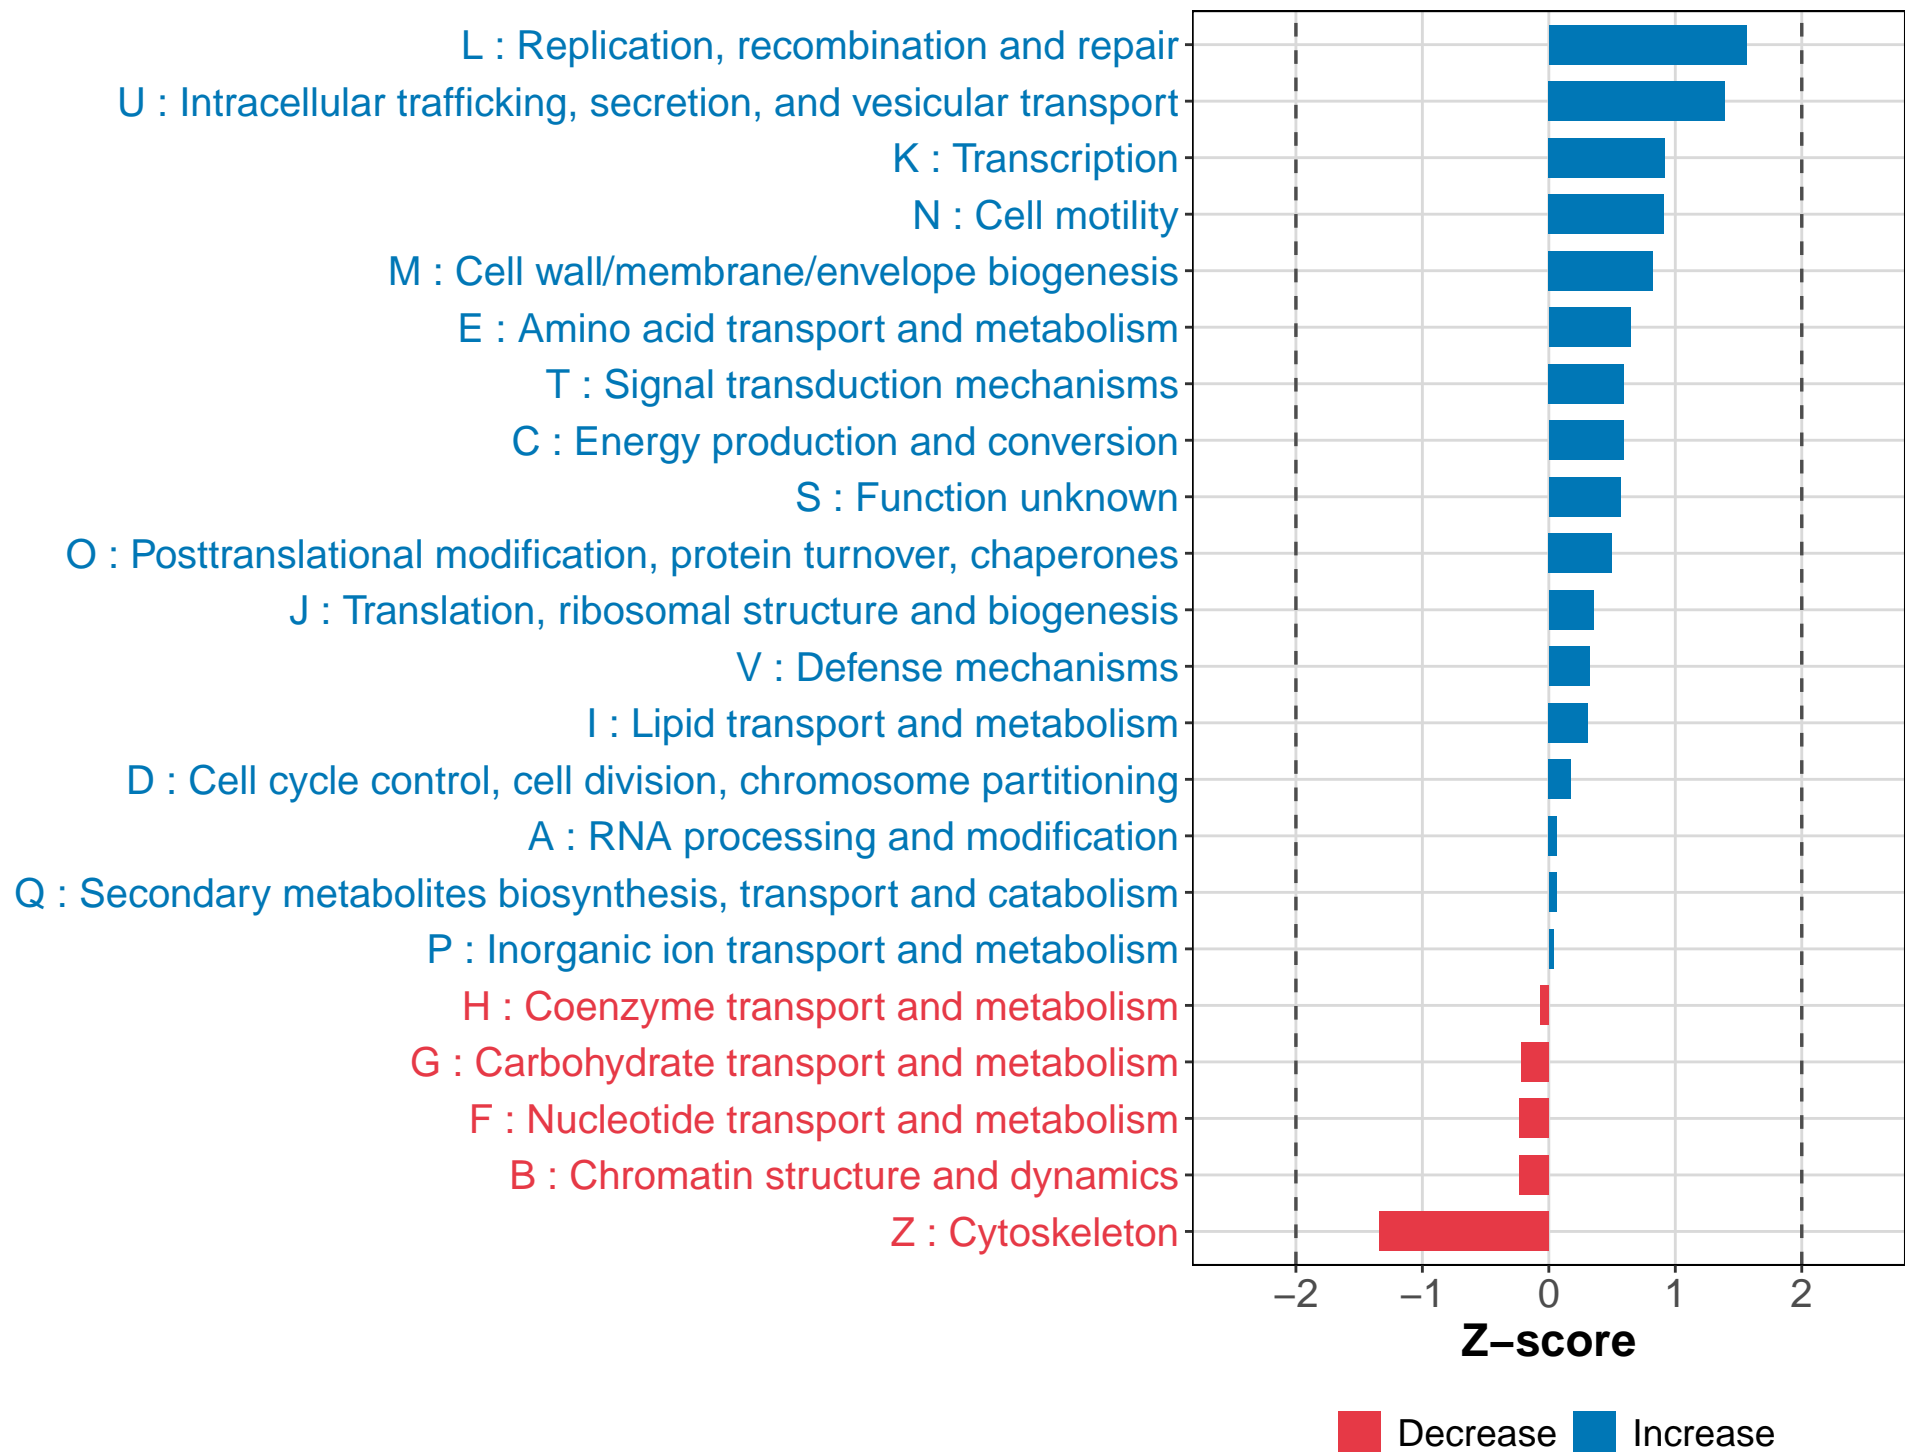 L : Replication, recombination and repair
U : Intracellular trafficking, secretion, and vesicular transport
K : Transcription
N : Cell motility
M : Cell wall/membrane/envelope biogenesis
E : Amino acid transport and metabolism
T : Signal transduction mechanisms
C : Energy production and conversion
S : Function unknown
O : Posttranslational modification, protein turnover, chaperones
J : Translation, ribosomal structure and biogenesis
V : Defense mechanisms
I : Lipid transport and metabolism
D : Cell cycle control, cell division, chromosome partitioning
A : RNA processing and modification
Q : Secondary metabolites biosynthesis, transport and catabolism
P : Inorganic ion transport and metabolism
H : Coenzyme transport and metabolism
G : Carbohydrate transport and metabolism
F : Nucleotide transport and metabolism
B : Chromatin structure and dynamics
Z : Cytoskeleton
−2 −1 0 1 2
Z−score
Decrease Increase